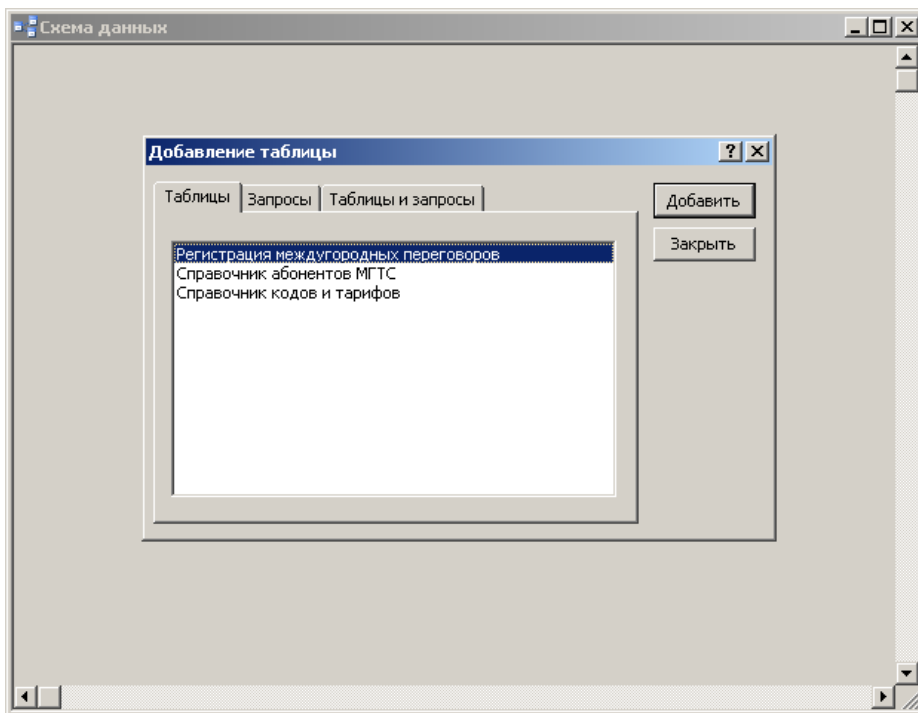 Схема данных
Добавление таблицы
Таблицы Запросы Таблицы и запросы
Добавить
Закрыть
Регистрация междугородных переговоров
Справочник абонентов МГТС
Справочник кодов и тарифов